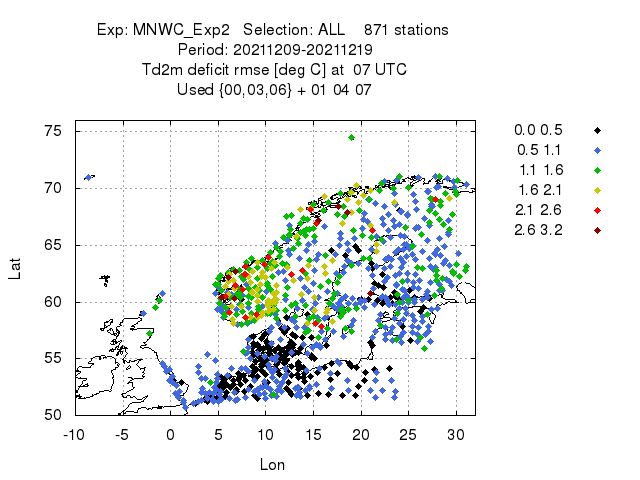 Exp: MNWC_Exp2 Selection: ALL 871 stations
Period: 20211209-20211219
Td2m deficit rmse [deg C] at 07 UTC
Used {00,03,06} + 01 04 07
0.0 0.5
0.5 1.1
1.1 1.6
1.6 2.1
2.1 2.6
2.6 3.2
75
70
65
60
55
50
Lat
-10 -5 0 5 10 15 20 25 30
Lon